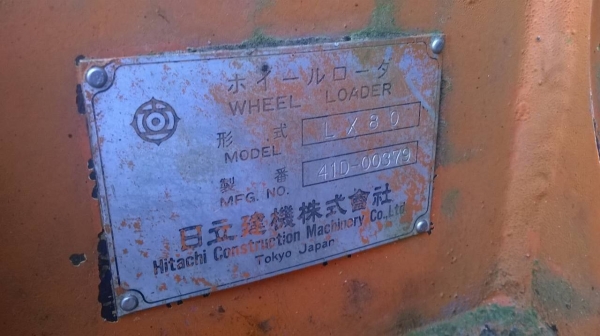 ホイールローダ
WHEEL LOADER
形式 LX80
MODEL
製番 41D-00379
MFG. NO.
日立建機株式會社
Hitachi Construction Machinery Co., Ltd
Tokyo Japan